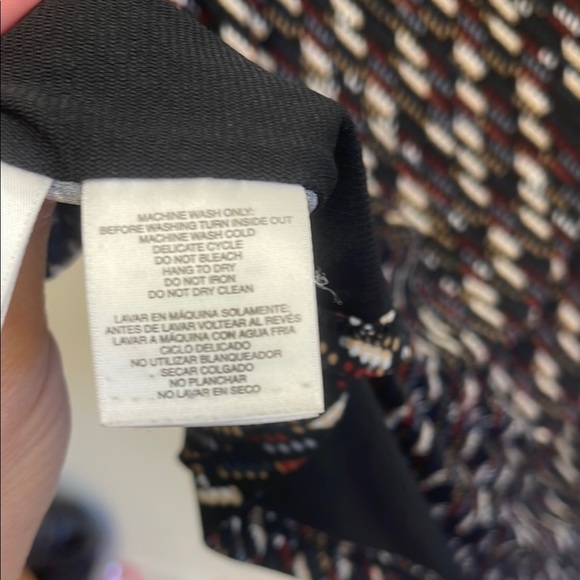 MACHINE WASH ONLY:
BEFORE WASHING TURN INSIDE OUT
MACHINE WASH COLD
DELICATE CYCLE
DO NOT BLEACH
HANG TO DRY
DO NOT IRON
DO NOT DRY CLEAN
LAVAR EN MÁQUINA SOLAMENTE:
ANTES DE LAVAR VOLTEAR AL REVÉS
LAVAR A MÁQUINA CON AGUA FRIA
CICLO DELICADO
NO UTILIZAR BLANQUEADOR
SECAR COLGADO
NO PLANCHAR
NO LAVAR EN SECO